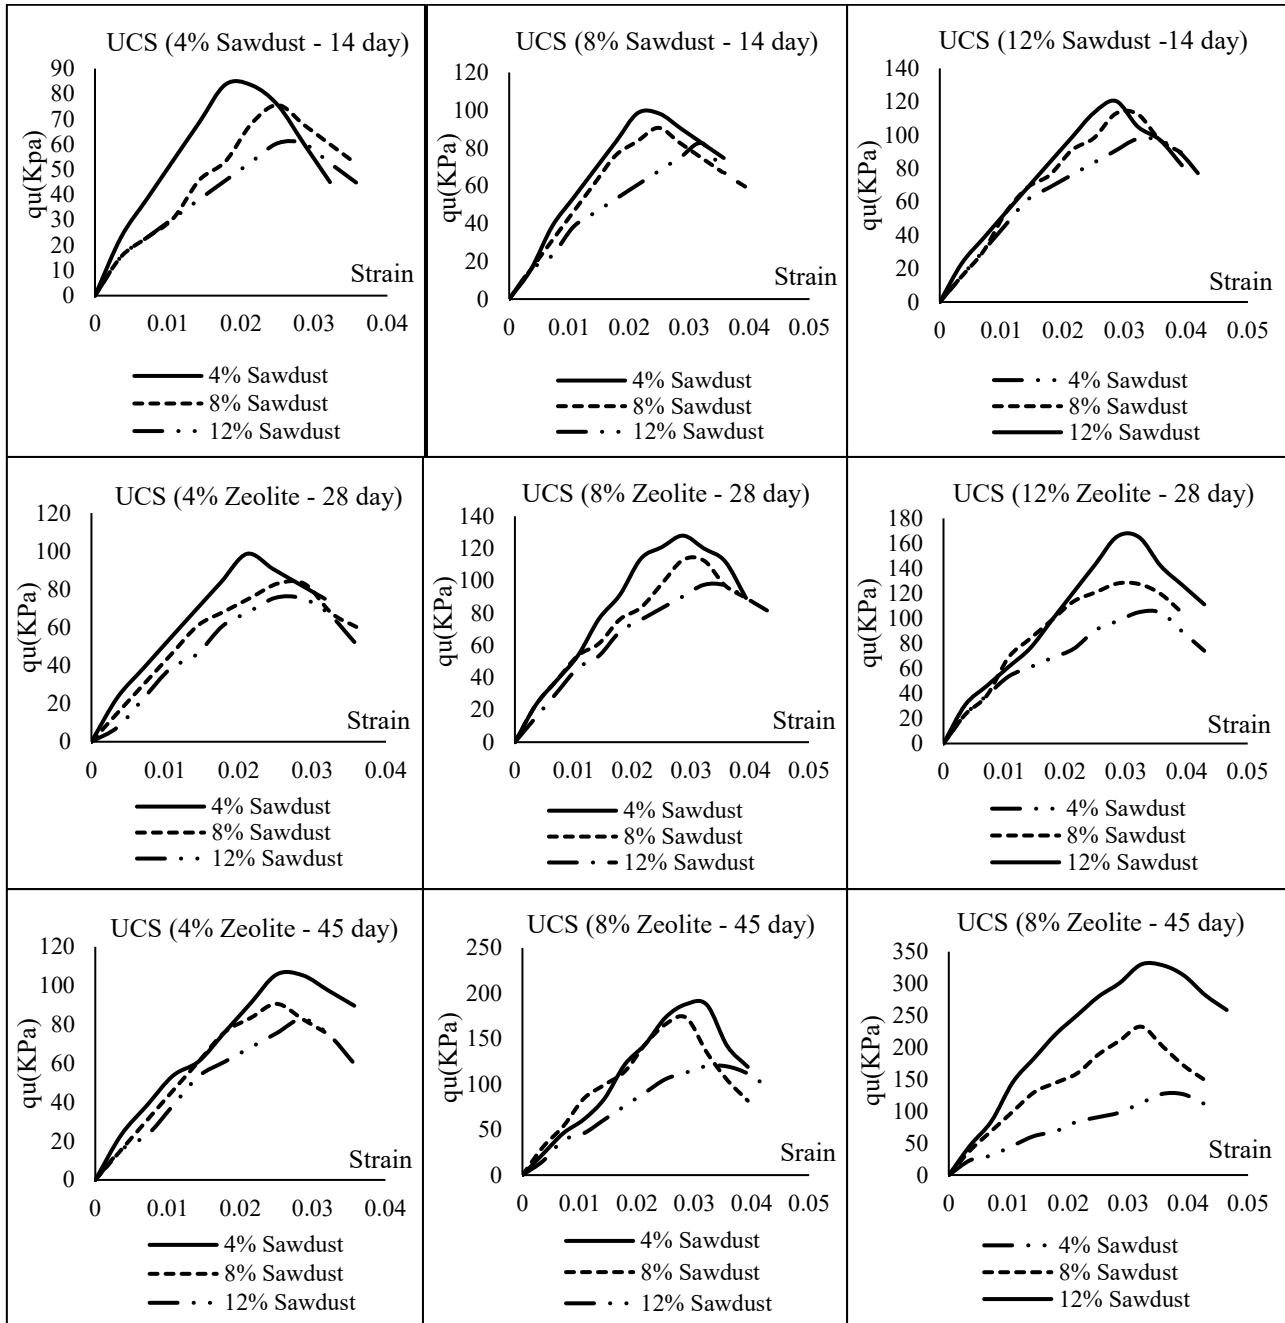 UCS (4% Sawdust - 14 day)
90
80
70
60
50
40
30
20
10
0
qu(Kpa)
Strain
0 0.01 0.02 0.03 0.04
4% Sawdust
8% Sawdust
12% Sawdust
UCS (8% Sawdust - 14 day)
120
100
80
60
40
20
0
qu(KPa)
0 0.01 0.02 0.03 0.04 0.05
4% Sawdust
8% Sawdust
12% Sawdust
UCS (12% Sawdust -14 day)
140
120
100
80
60
40
20
0
qu(KPa)
Strain
0 0.01 0.02 0.03 0.04 0.05
4% Sawdust
8% Sawdust
12% Sawdust
UCS (4% Zeolite - 28 day)
120
100
80
60
40
20
0
qu(KPa)
Strain
0 0.01 0.02 0.03 0.04
4% Sawdust
8% Sawdust
12% Sawdust
UCS (8% Zeolite - 28 day)
140
120
100
80
60
40
20
0
qu(KPa)
0 0.01 0.02 0.03 0.04 0.05
4% Sawdust
8% Sawdust
12% Sawdust
UCS (12% Zeolite - 28 day)
180
160
140
120
100
80
60
40
20
0
qu(KPa)
Strain
0 0.01 0.02 0.03 0.04 0.05
4% Sawdust
8% Sawdust
12% Sawdust
UCS (4% Zeolite - 45 day)
120
100
80
60
40
20
0
qu(KPa)
Strain
0 0.01 0.02 0.03 0.04
4% Sawdust
8% Sawdust
12% Sawdust
UCS (8% Zeolite - 45 day)
250
200
150
100
50
0
qu(KPa)
Srain
0 0.01 0.02 0.03 0.04 0.05
4% Sawdust
8% Sawdust
12% Sawdust
UCS (8% Zeolite - 45 day)
350
300
250
200
150
100
50
0
qu(KPa)
Strain
0 0.01 0.02 0.03 0.04 0.05
4% Sawdust
8% Sawdust
12% Sawdust